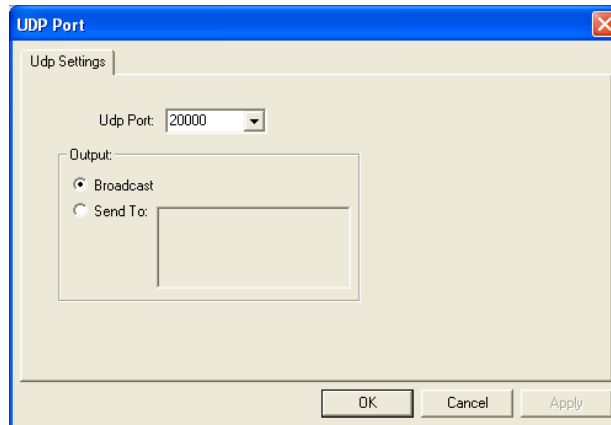 UDP Port
Udp Settings
Udp Port: 20000
Output:
Broadcast
Send To:
OK Cancel Apply